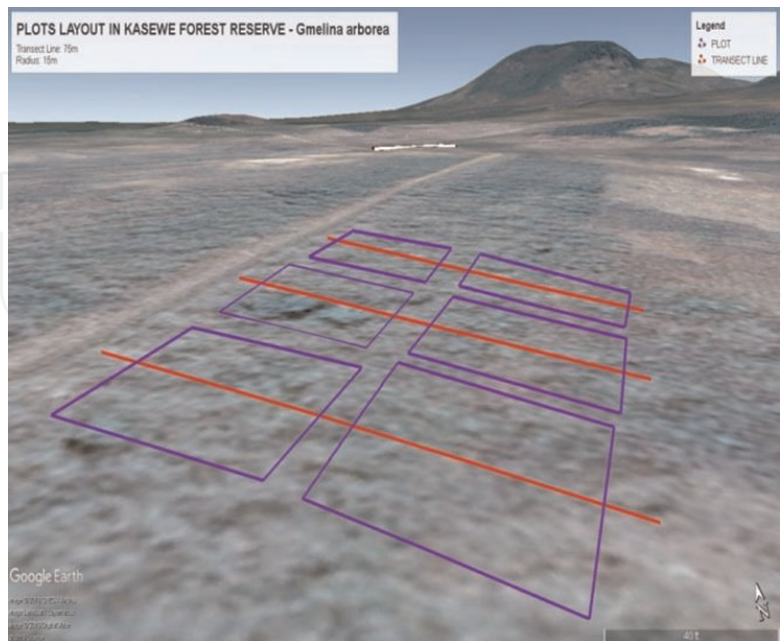 PLOTS LAYOUT IN KASEWE FOREST RESERVE - Gmelina arborea
Transect Line: 75m
Radius: 15m
Legend
PLOT
TRANSECT LINE
Google Earth
N
40 ft